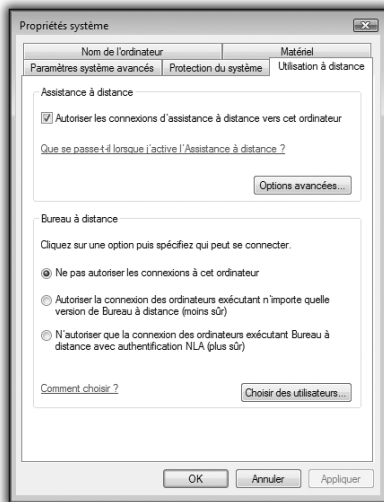 Propriétés système
Nom de l'ordinateur
Matériel
Paramètres système avancés
Protection du système
Utilisation à distance
Assistance à distance
Autoriser les connexions d'assistance à distance vers cet ordinateur
Que se passe-t-il lorsque j'active l'Assistance à distance ?
Options avancées...
Bureau à distance
Cliquez sur une option puis spécifiez qui peut se connecter.
Ne pas autoriser les connexions à cet ordinateur
Autoriser la connexion des ordinateurs exécutant n'importe quelle
version de Bureau à distance (moins sûr)
N'autoriser que la connexion des ordinateurs exécutant Bureau à
distance avec authentification NLA (plus sûr)
Comment choisir ?
Choisir des utilisateurs...
OK
Annuler
Appliquer